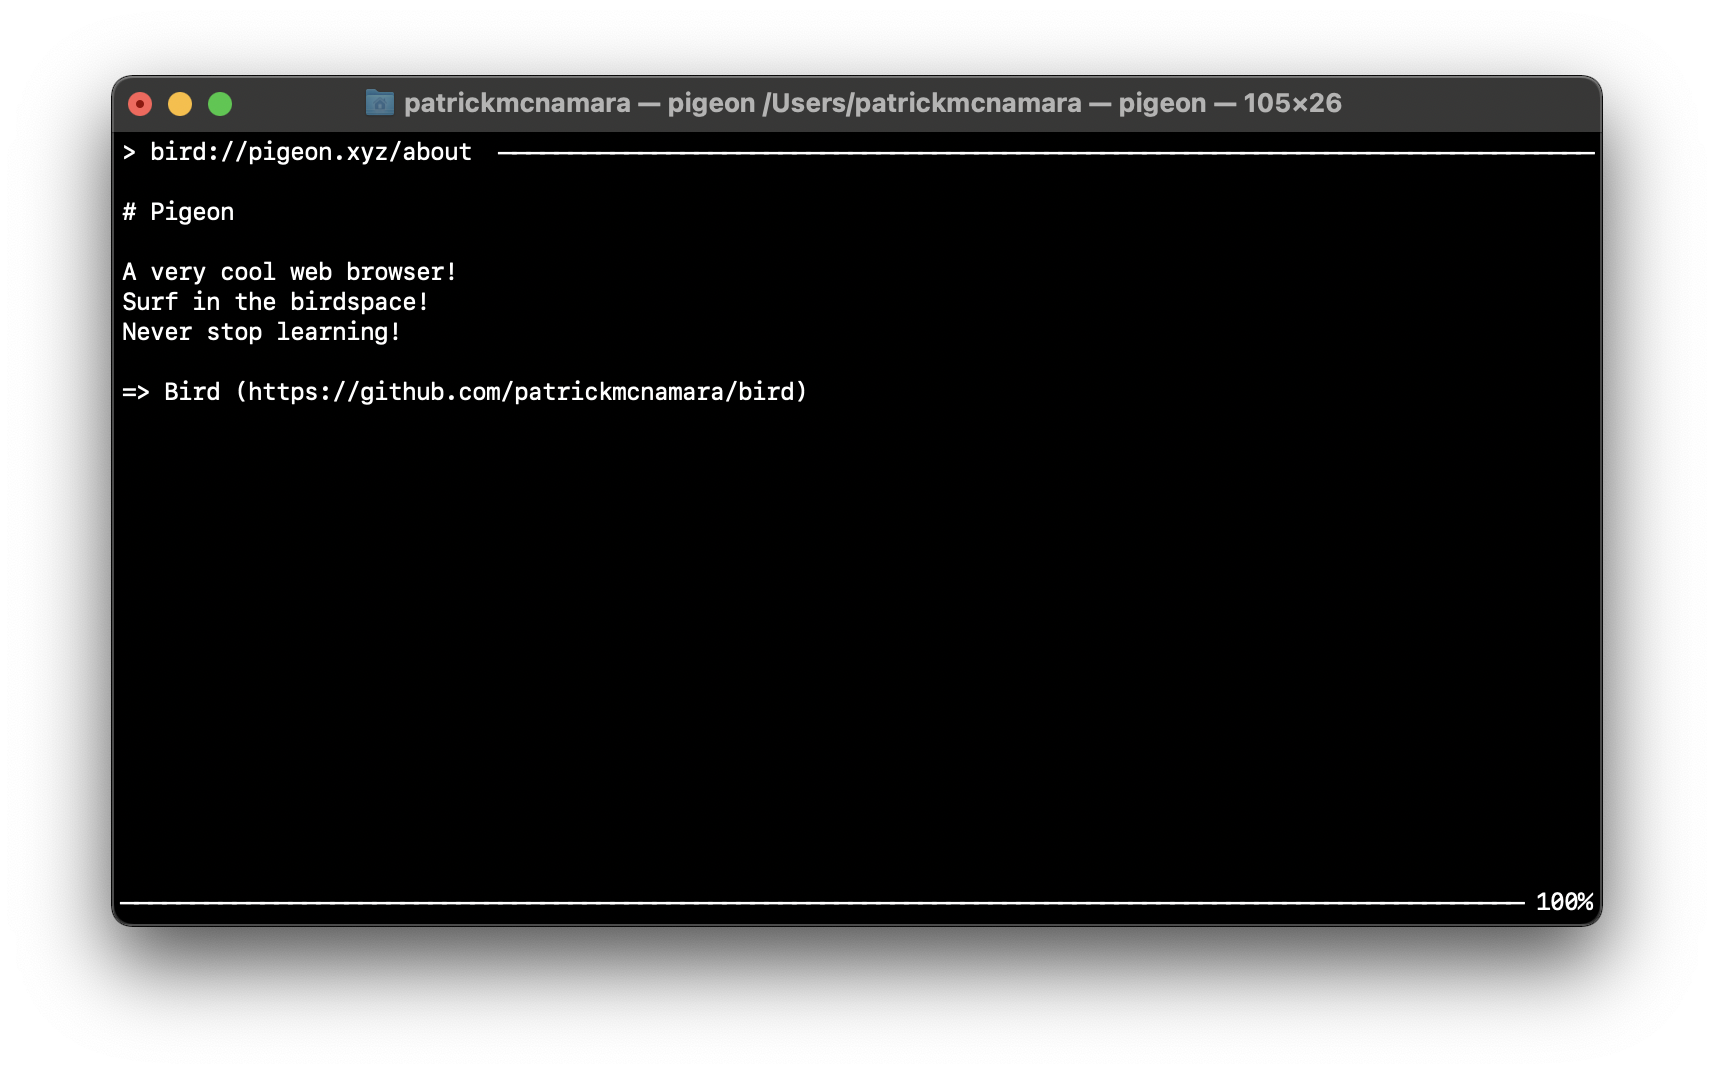 patrickmcnamara — pigeon /Users/patrickmcnamara — pigeon — 105×26
> bird://pigeon.xyz/about
# Pigeon
A very cool web browser!
Surf in the birdspace!
Never stop learning!
=> Bird (https://github.com/patrickmcnamara/bird)
100%